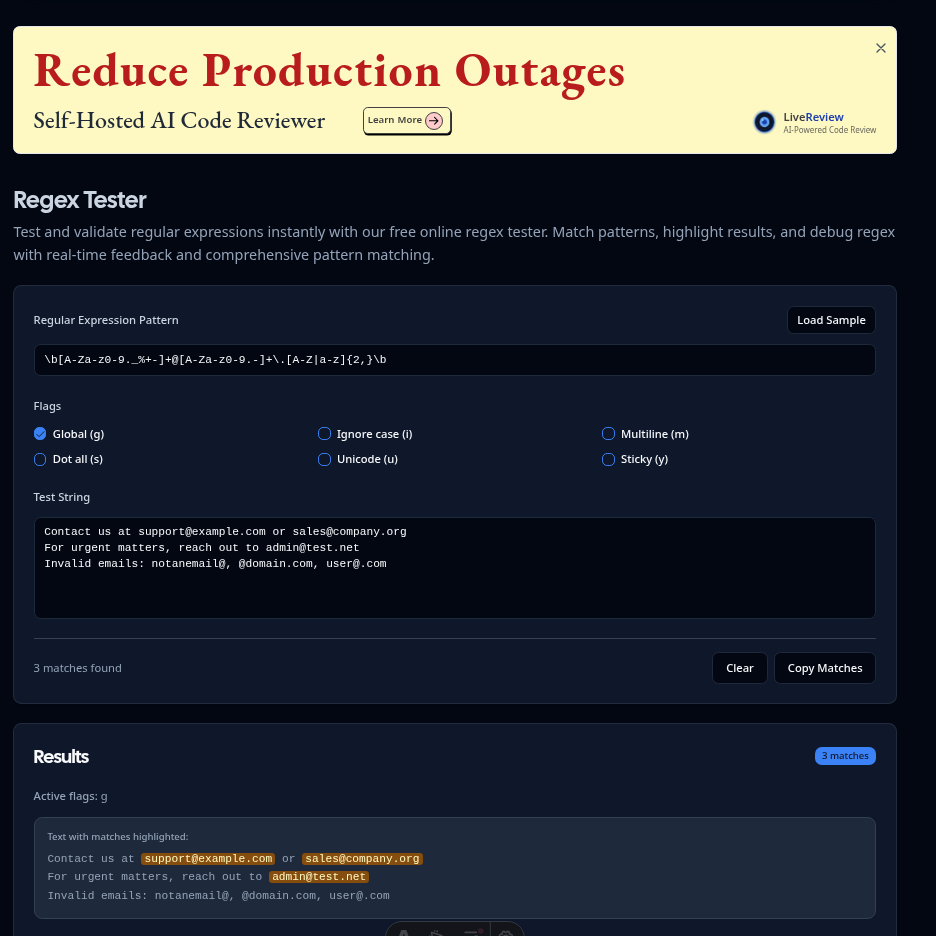 Reduce Production Outages
Self-Hosted AI Code Reviewer
Learn More
LiveReview
AI-Powered Code Review
Regex Tester
Test and validate regular expressions instantly with our free online regex tester. Match patterns, highlight results, and debug regex
with real-time feedback and comprehensive pattern matching.
Regular Expression Pattern
Load Sample
\b[A-Za-z0-9._%+-]+@[A-Za-z0-9.-]+\.[A-Z|a-z]{2,}\b
Flags
Global (g)
Ignore case (i)
Multiline (m)
Dot all (s)
Unicode (u)
Sticky (y)
Test String
Contact us at support@example.com or sales@company.org
For urgent matters, reach out to admin@test.net
Invalid emails: notanemail@, @domain.com, user@.com
3 matches found
Clear
Copy Matches
Results
3 matches
Active flags: g
Text with matches highlighted:
Contact us at support@example.com or sales@company.org
For urgent matters, reach out to admin@test.net
Invalid emails: notanemail@, @domain.com, user@.com